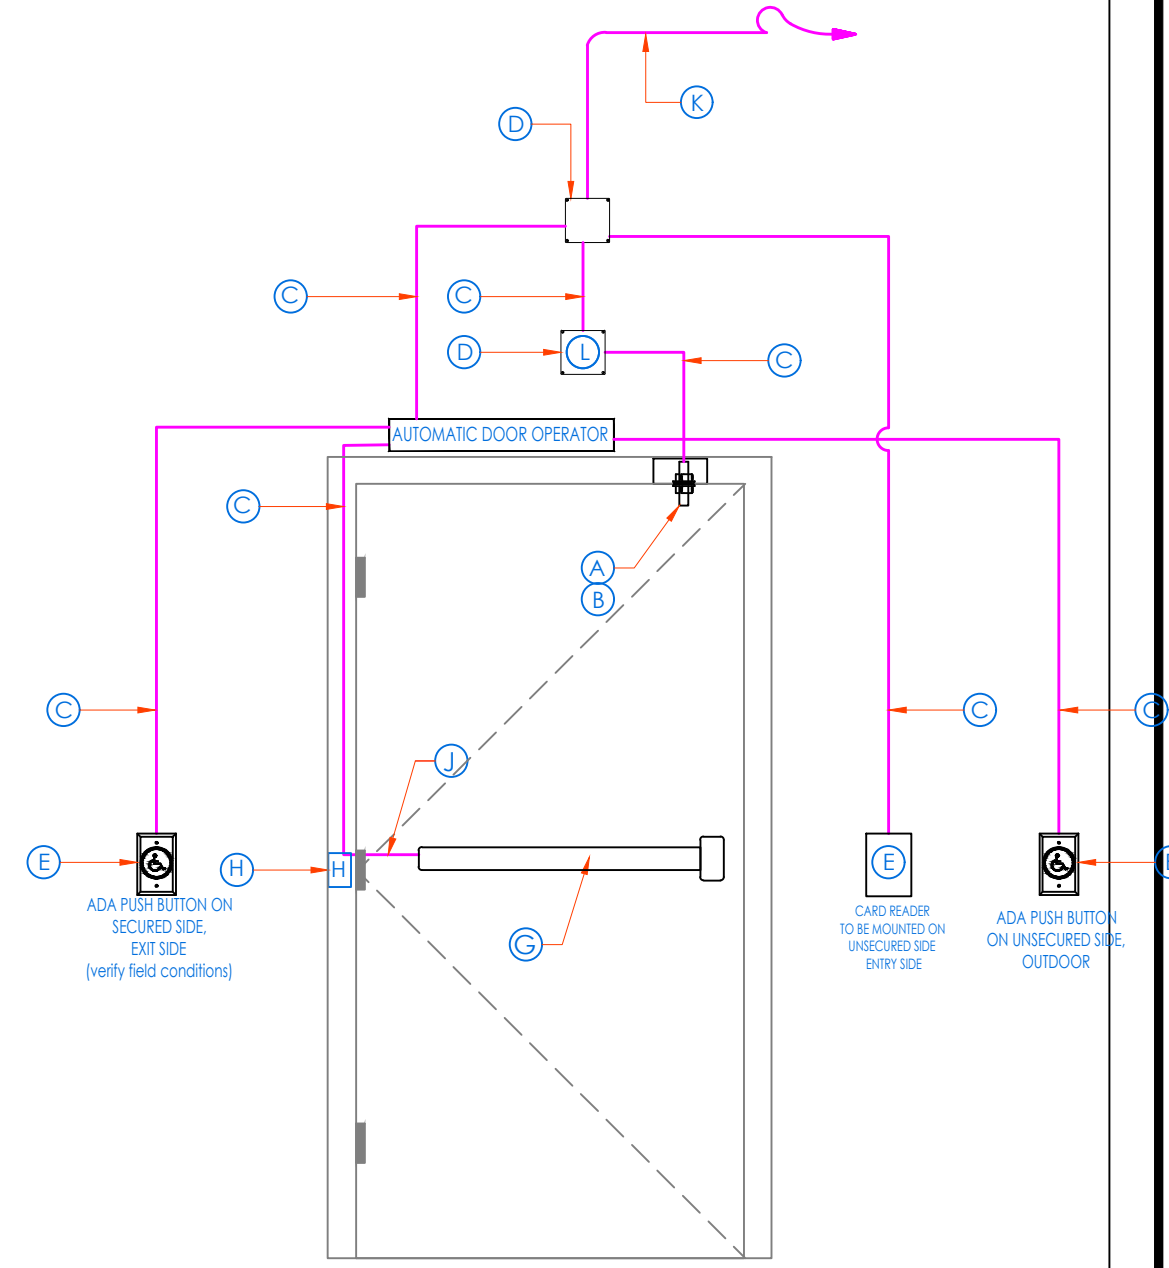 K
D
C
C
D
L
C
AUTOMATIC DOOR OPERATOR
C
A
B
C
C
C
J
E
H
H
E
E
G
ADA PUSH BUTTON ON
SECURED SIDE,
EXIT SIDE
(verify field conditions)
CARD READER
TO BE MOUNTED ON
UNSECURED SIDE
ENTRY SIDE
ADA PUSH BUTTON
ON UNSECURED SIDE,
OUTDOOR